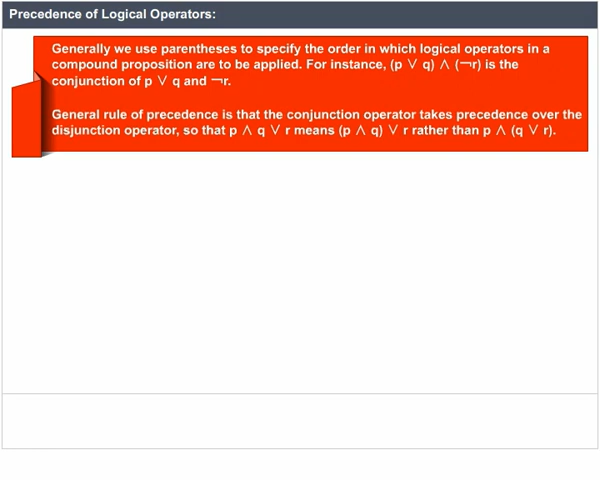 Precedence of Logical Operators:
Generally we use parentheses to specify the order in which logical operators in a
compound proposition are to be applied. For instance, (p ∨ q) ∧ (¬r) is the
conjunction of p ∨ q and ¬r.
General rule of precedence is that the conjunction operator takes precedence over the
disjunction operator, so that p ∧ q ∨ r means (p ∧ q) ∨ r rather than p ∧ (q ∨ r).